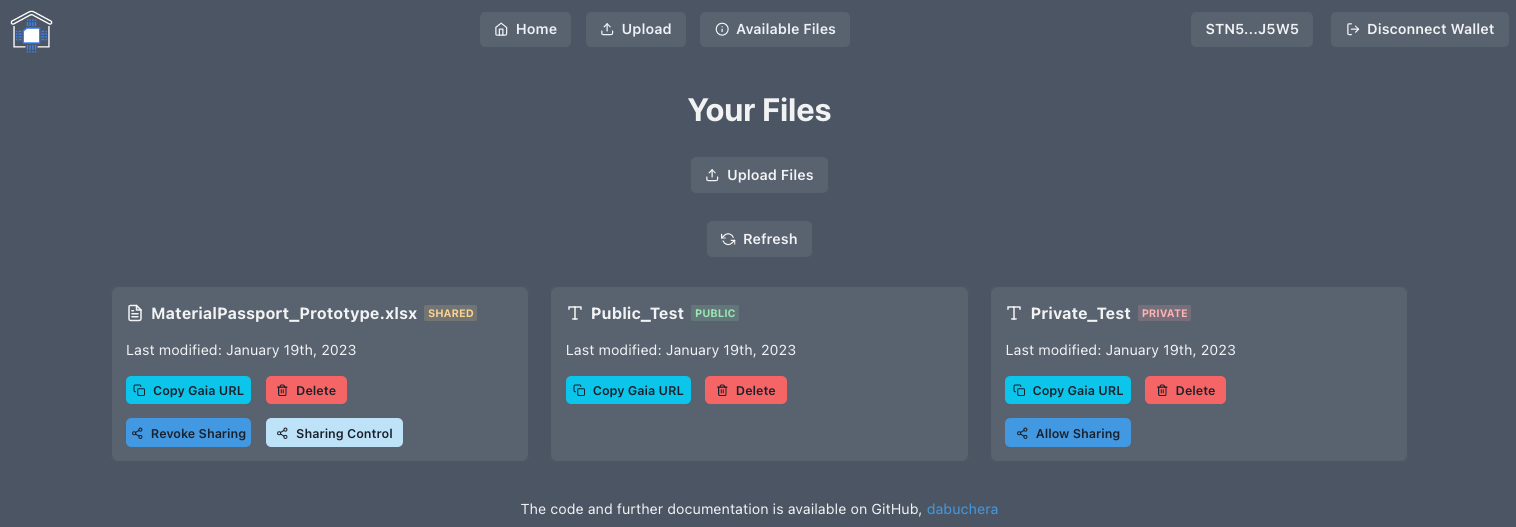 Home Upload Available Files STN5...J5W5 Disconnect Wallet
Your Files
Upload Files
Refresh
MaterialPassport_Prototype.xlsx SHARED
Last modified: January 19th, 2023
Copy Gaia URL Delete
Revoke Sharing Sharing Control
Public_Test PUBLIC
Last modified: January 19th, 2023
Copy Gaia URL Delete
Private_Test PRIVATE
Last modified: January 19th, 2023
Copy Gaia URL Delete
Allow Sharing
The code and further documentation is available on GitHub, dabuchera